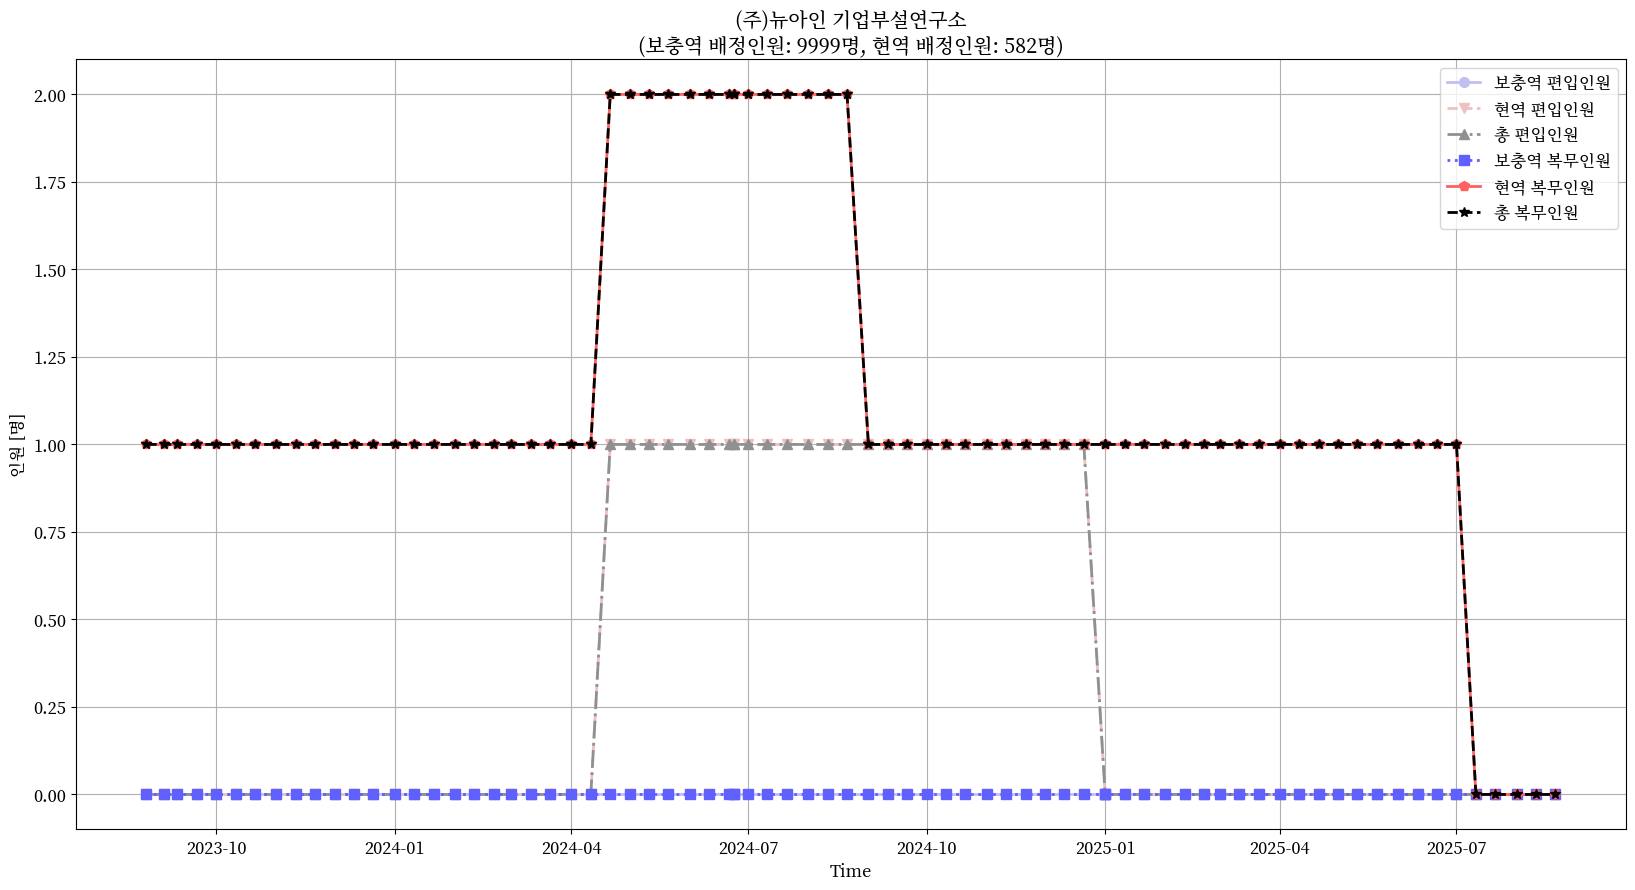 (주)뉴아인 기업부설연구소
(보충역 배정인원: 9999명, 현역 배정인원: 582명)
보충역 편입인원
현역 편입인원
총 편입인원
보충역 복무인원
현역 복무인원
총 복무인원
인원 [명]
2.00
1.75
1.50
1.25
1.00
0.75
0.50
0.25
0.00
2023-10
2024-01
2024-04
2024-07
2024-10
2025-01
2025-04
2025-07
Time